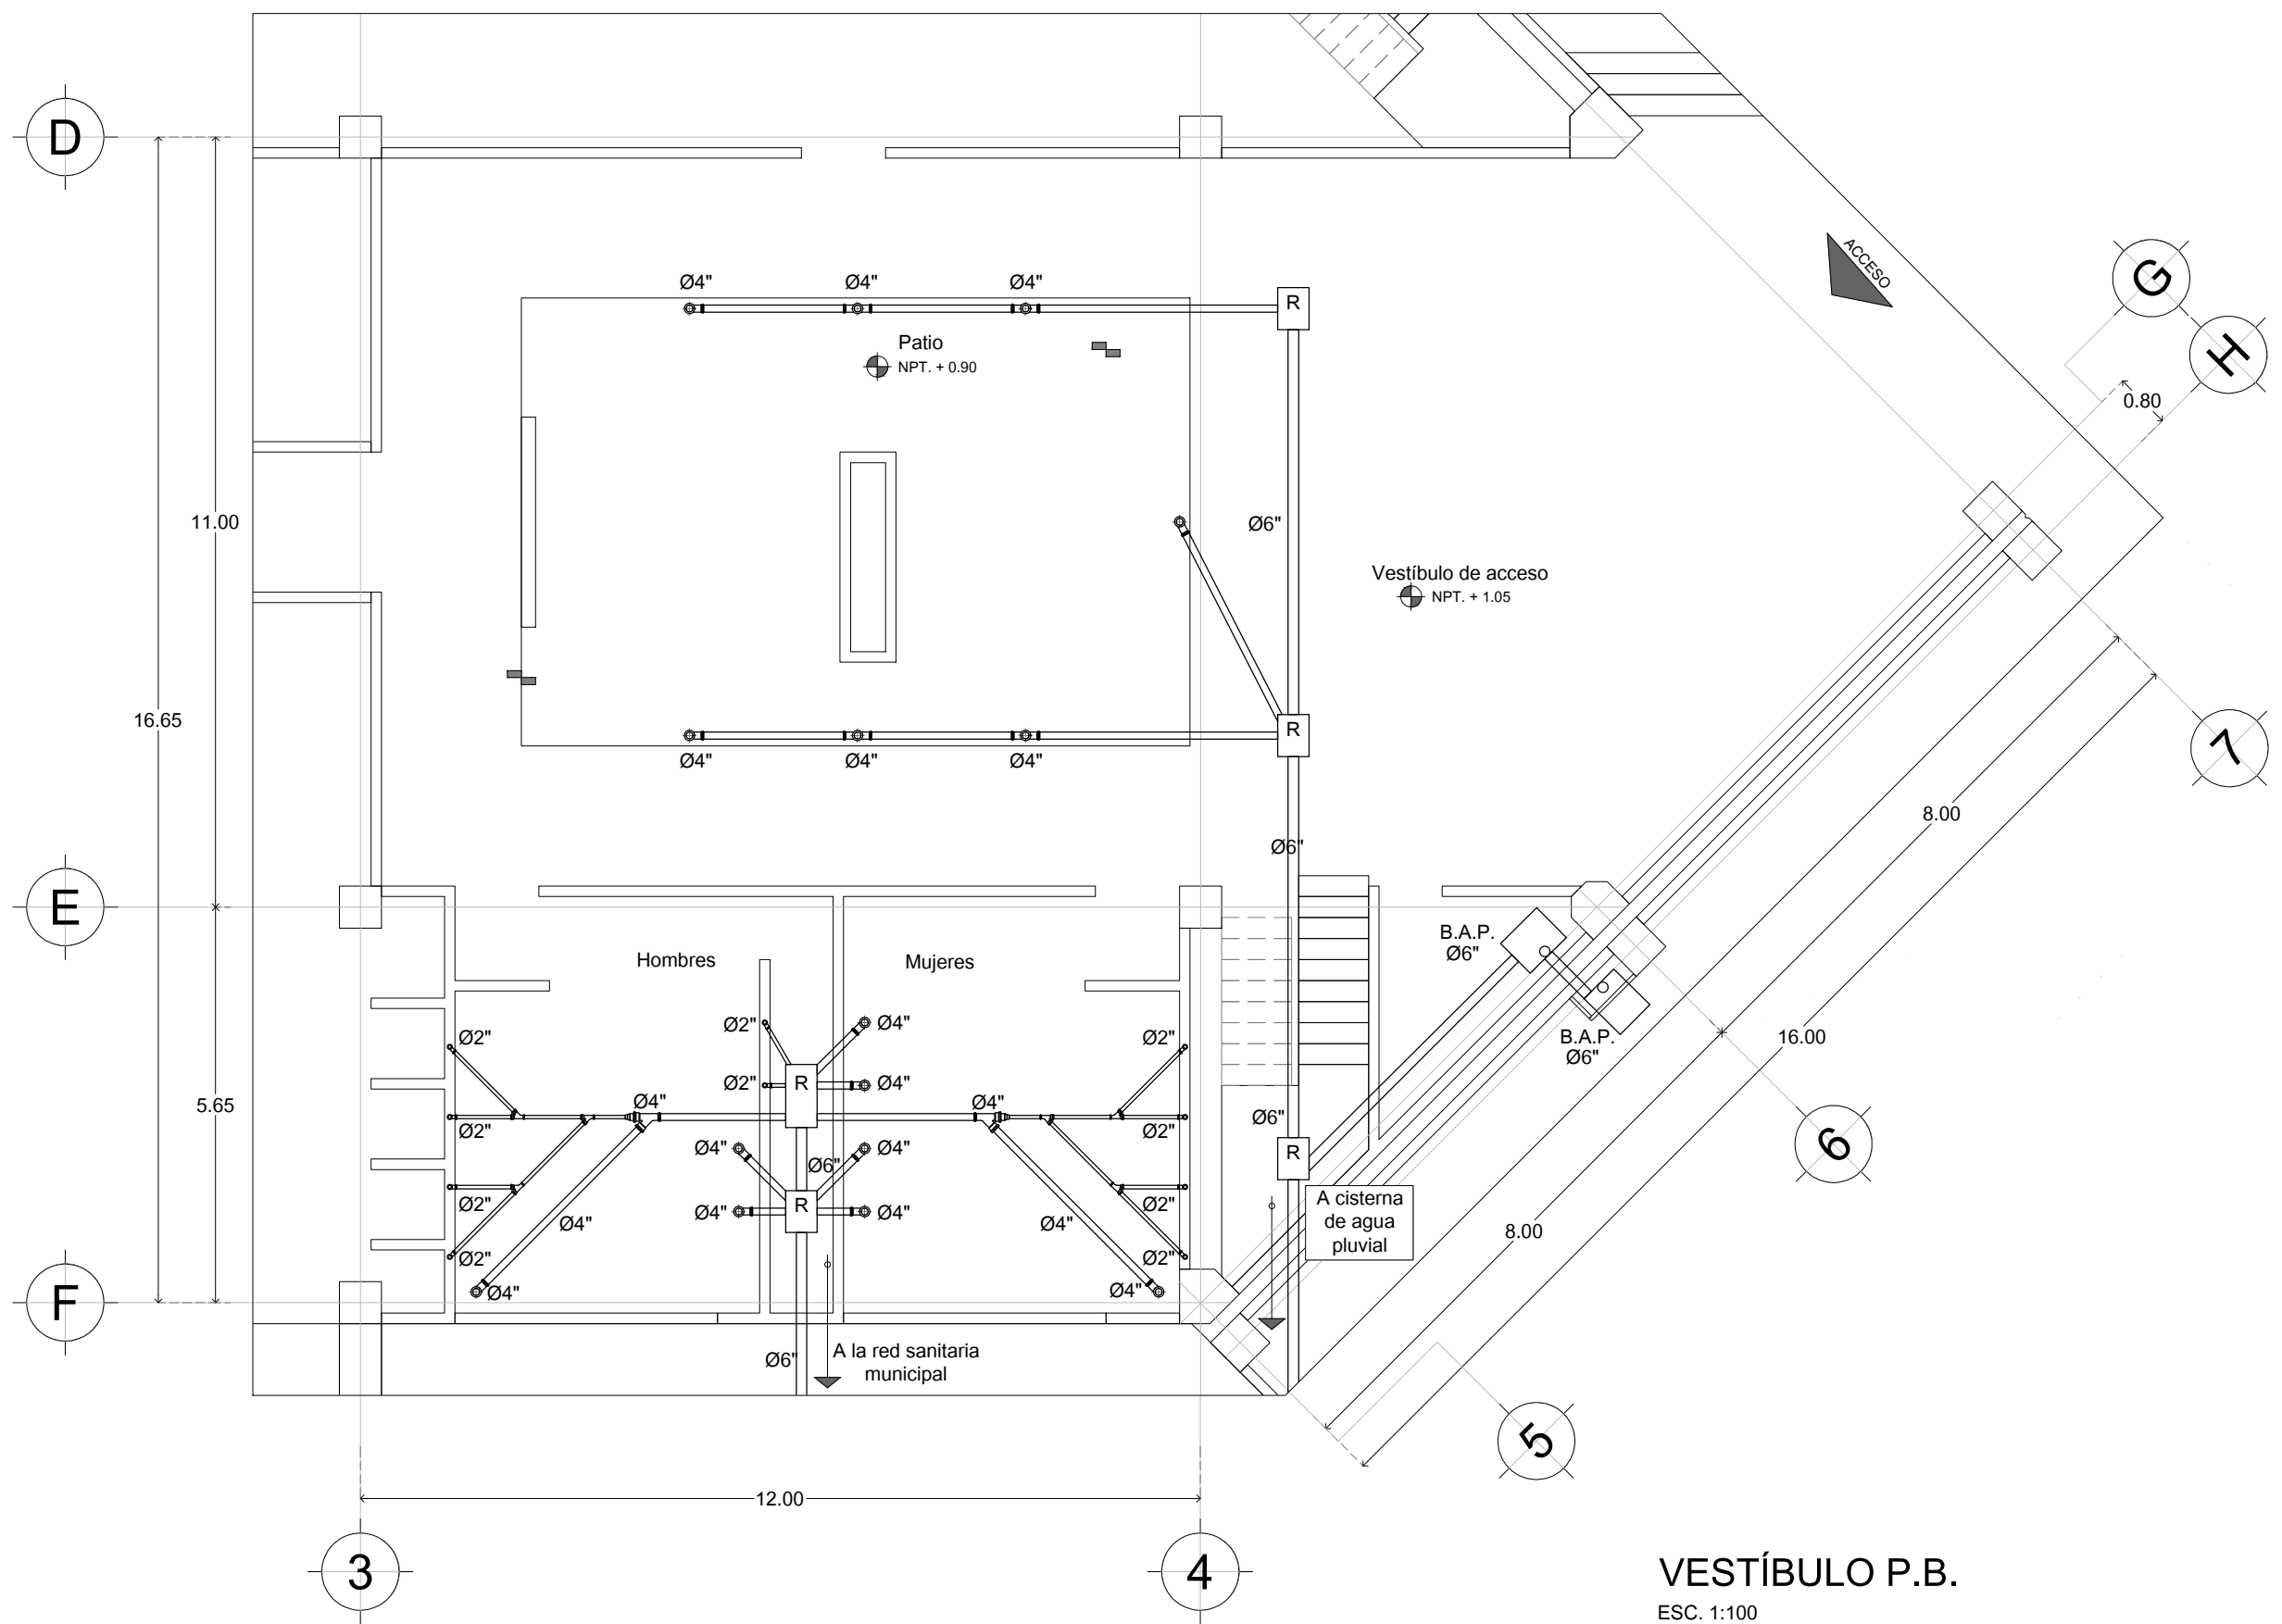 D
ACCESO
G
Ø4" Ø4" Ø4"
R
H
Patio
NPT. + 0.90
0.80
11.00
Ø6"
Vestíbulo de acceso
NPT. + 1.05
16.65
R
7
Ø4" Ø4" Ø4"
8.00
Ø6"
E
B.A.P.
Ø6"
Hombres
Mujeres
Ø2"
Ø2"
Ø4"
Ø2"
16.00
B.A.P.
Ø6"
Ø2"
R
Ø4"
5.65
Ø4"
Ø4"
Ø6"
Ø2"
Ø2"
6
Ø4"
Ø4"
R
Ø6"
Ø2"
Ø2"
A cisterna
de agua
pluvial
Ø4"
R
Ø4"
Ø4"
Ø4"
8.00
Ø2"
Ø2"
Ø4"
Ø4"
F
A la red sanitaria
municipal
Ø6"
5
12.00
3
4
VESTÍBULO P.B.
ESC. 1:100